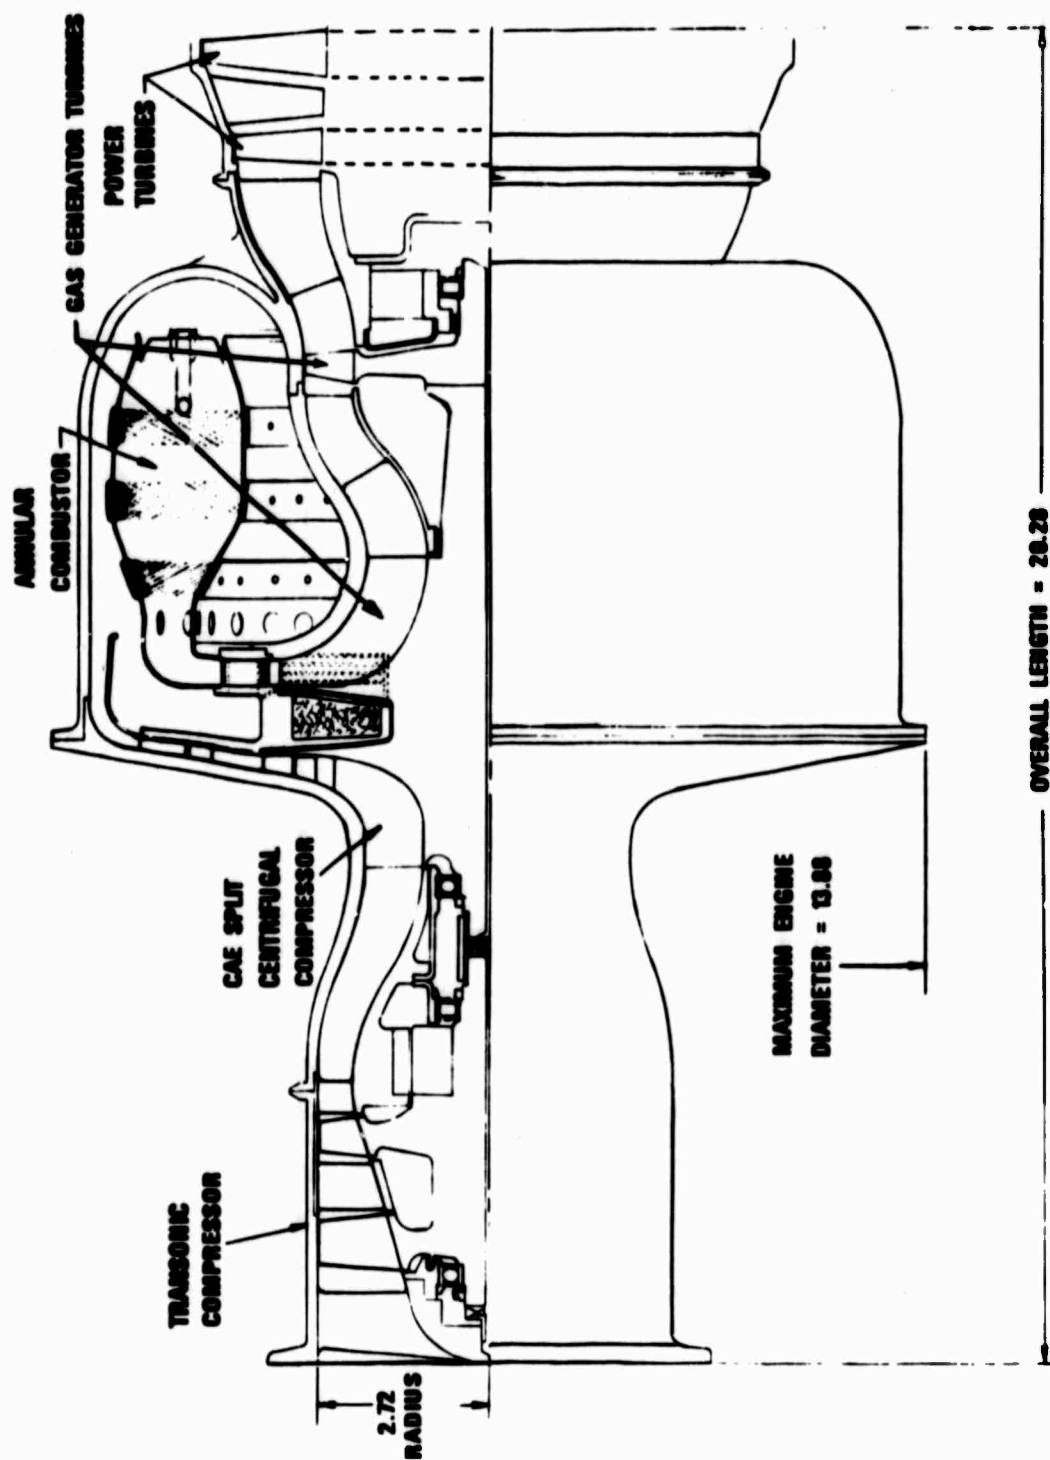 ANNULAR
COMBUSTOR
GAS GENERATOR TURBINES
POWER
TURBINES
TRANSONIC
COMPRESSOR
CAE SPLIT
CENTRIFUGAL
COMPRESSOR
2.72
RADIUS
MAXIMUM ENGINE
DIAMETER = 13.88
OVERALL LENGTH = 20.28